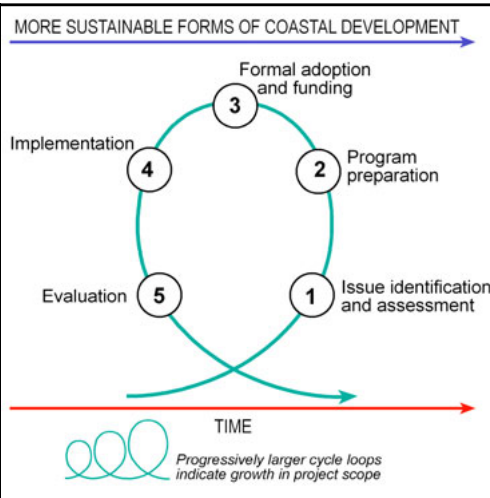 MORE SUSTAINABLE FORMS OF COASTAL DEVELOPMENT
Formal adoption
and funding
3
Implementation
4
2
Program
preparation
Evaluation
5
1
Issue identification
and assessment
TIME
Progressively larger cycle loops
indicate growth in project scope